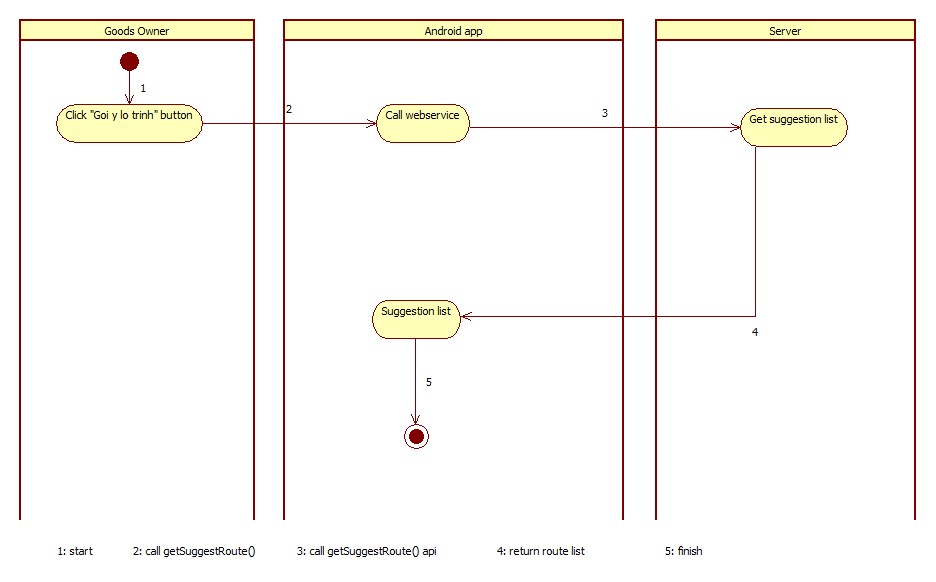 Goods Owner
Android app
Server
1
Click "Goi y lo trinh" button
2
Call webservice
3
Get suggestion list
Suggestion list
4
5
1: start
2: call getSuggestRoute()
3: call getSuggestRoute() api
4: return route list
5: finish